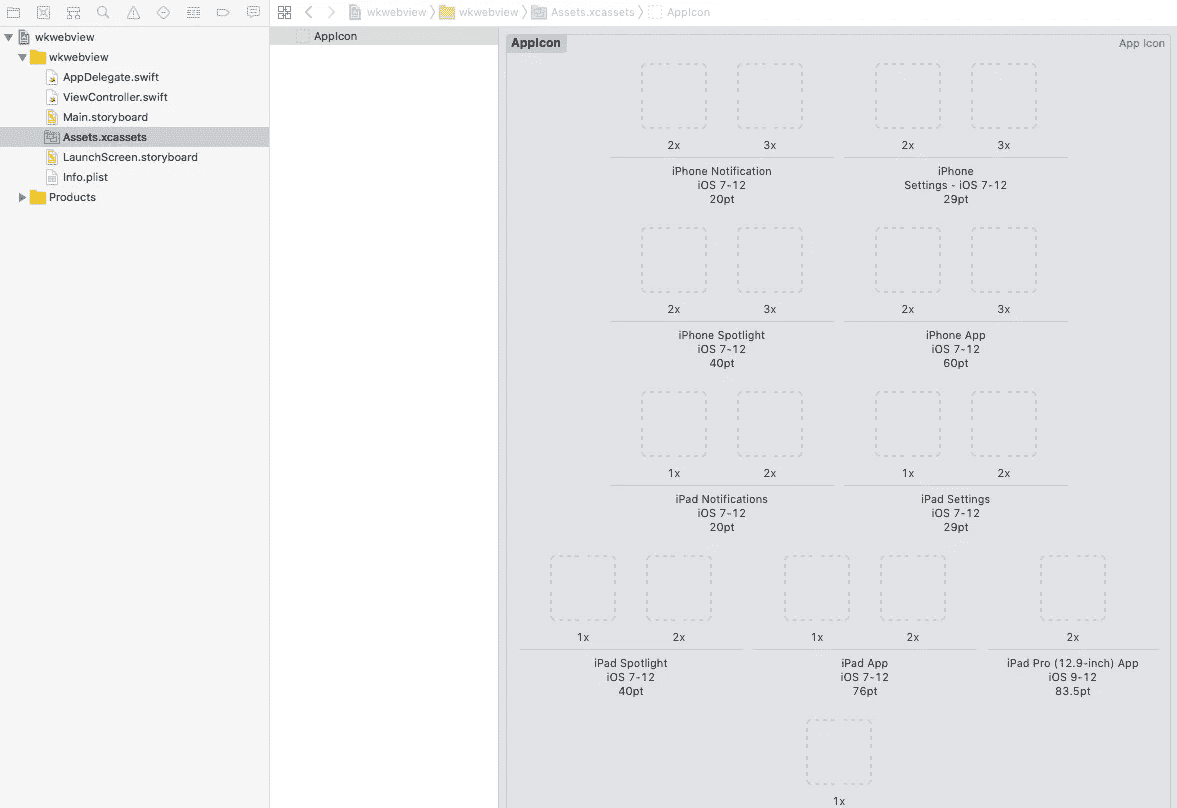 wkwebview wkwebview Assets.xcassets AppIcon
wkwebview
wkwebview
AppDelegate.swift
ViewController.swift
Main.storyboard
Assets.xcassets
LaunchScreen.storyboard
Info.plist
Products
AppIcon
AppIcon
App Icon
2x 3x 2x 3x
iPhone Notification
iOS 7-12
20pt
iPhone
Settings - iOS 7-12
29pt
2x 3x 2x 3x
iPhone Spotlight
iOS 7-12
40pt
iPhone App
iOS 7-12
60pt
1x 2x 1x 2x
iPad Notifications
iOS 7-12
20pt
iPad Settings
iOS 7-12
29pt
1x 2x 1x 2x 2x
iPad Spotlight
iOS 7-12
40pt
iPad App
iOS 7-12
76pt
iPad Pro (12.9-inch) App
iOS 9-12
83.5pt
1x